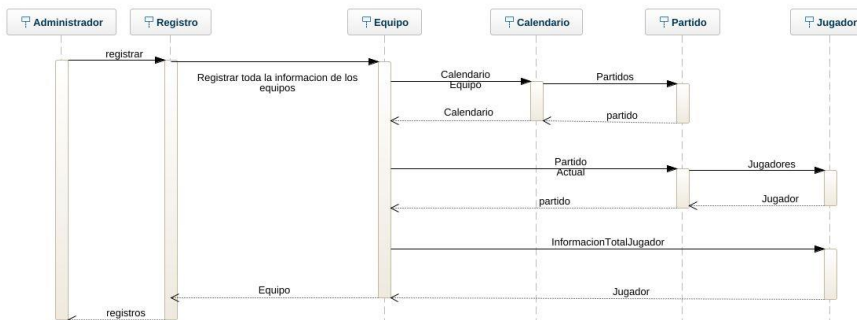 Administrador
Registro
Equipo
Calendario
Partido
Jugador
registrar
Registrar toda la informacion de los
equipos
Calendario
Equipo
Partidos
Calendario
partido
Partido
Actual
Jugadores
Jugador
partido
InformacionTotalJugador
Equipo
Jugador
registros